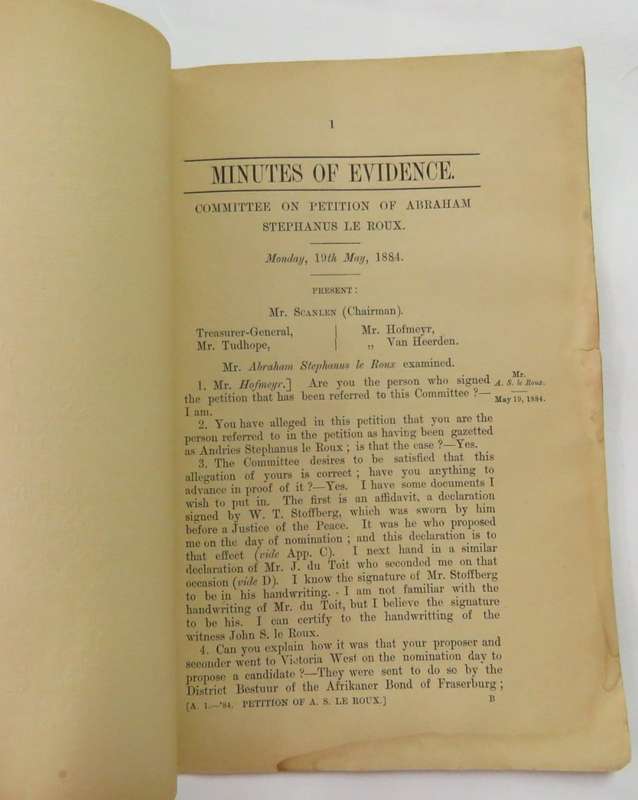 1
MINUTES OF EVIDENCE.
COMMITTEE ON PETITION OF ABRAHAM
STEPHANUS LE ROUX.
Monday, 19th May, 1884.
PRESENT:
Mr. SCANLEN (Chairman).
Treasurer-General, Mr. Hofmeyr,
Mr. Tudhope, „ Van Heerden.
Mr. Abraham Stephanus le Roux examined.
Mr.
A. S. le Roux.
May 19, 1884.
1. Mr. Hofmeyr.] Are you the person who signed
the petition that has been referred to this Committee?—
I am.
2. You have alleged in this petition that you are the
person referred to in the petition as having been gazetted
as Andries Stephanus le Roux; is that the case?—Yes.
3. The Committee desires to be satisfied that this
allegation of yours is correct; have you anything to
advance in proof of it?—Yes. I have some documents I
wish to put in. The first is an affidavit, a declaration
signed by W. T. Stoffberg, which was sworn by him
before a Justice of the Peace. It was he who proposed
me on the day of nomination; and this declaration is to
that effect (vide App. C). I next hand in a similar
declaration of Mr. J. du Toit who seconded me on that
occasion (vide D). I know the signature of Mr. Stoffberg
to be in his handwriting. I am not familiar with the
handwriting of Mr. du Toit, but I believe the signature
to be his. I can certify to the handwritting of the
witness John S. le Roux.
4. Can you explain how it was that your proposer and
seconder went to Victoria West on the nomination day to
propose a candidate?—They were sent to do so by the
District Bestuur of the Afrikaner Bond of Fraserburg;
[A. 1.—'84. PETITION OF A. S. LE ROUX.] B